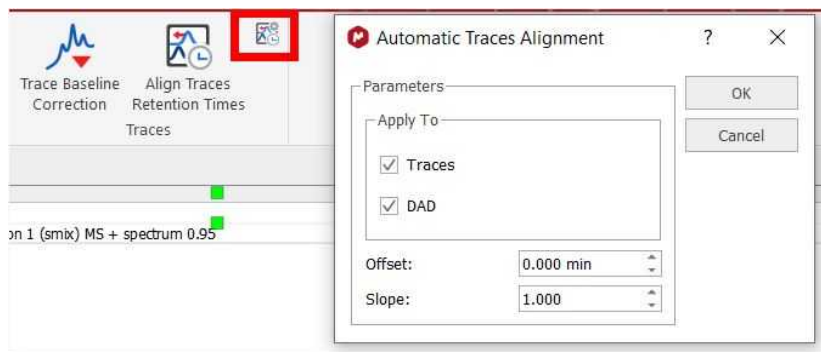 Trace Baseline
Correction
Align Traces
Retention Times
Traces
on 1 (smix) MS + spectrum 0.95
Automatic Traces Alignment
?
Parameters
OK
Cancel
Apply To
Traces
DAD
Offset:
0.000 min
Slope:
1.000